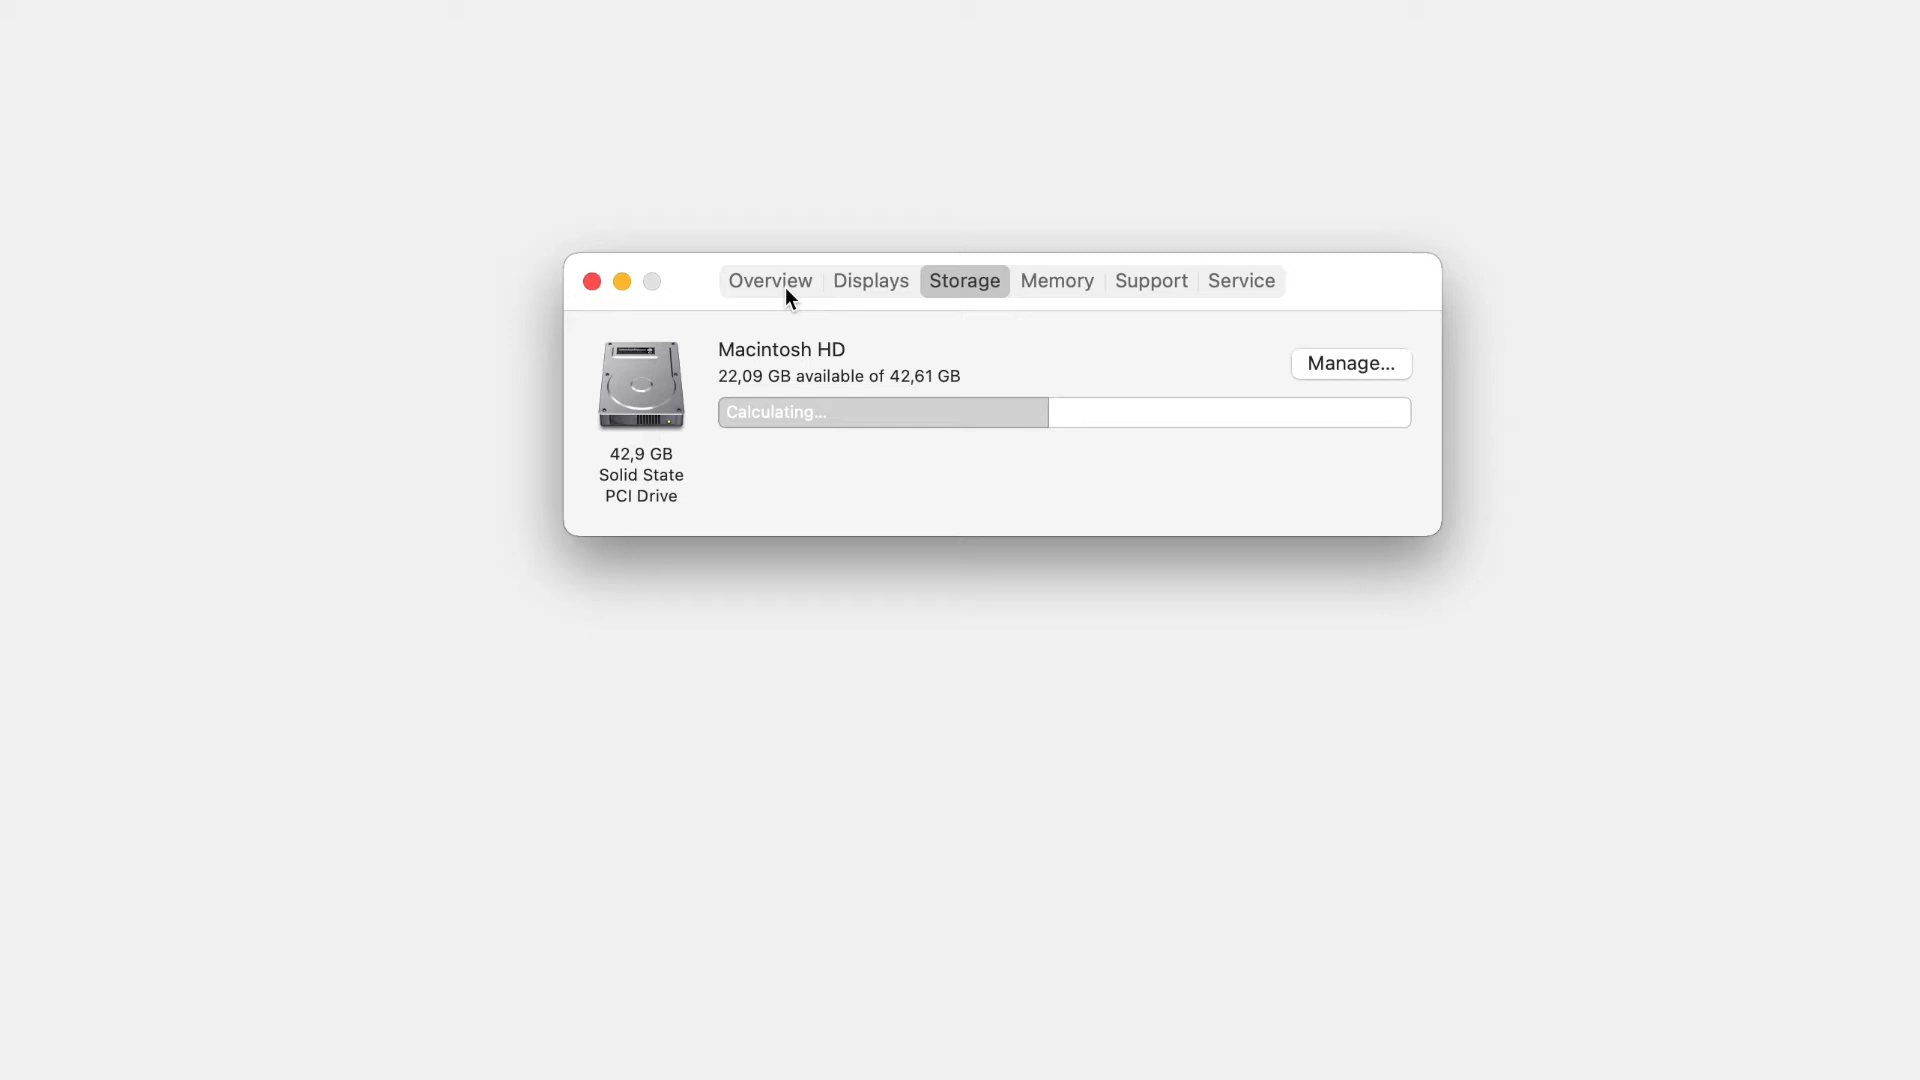 Overview Displays Storage Memory Support Service
Macintosh HD
22,09 GB available of 42,61 GB
Manage...
Calculating...
42,9 GB
Solid State
PCI Drive